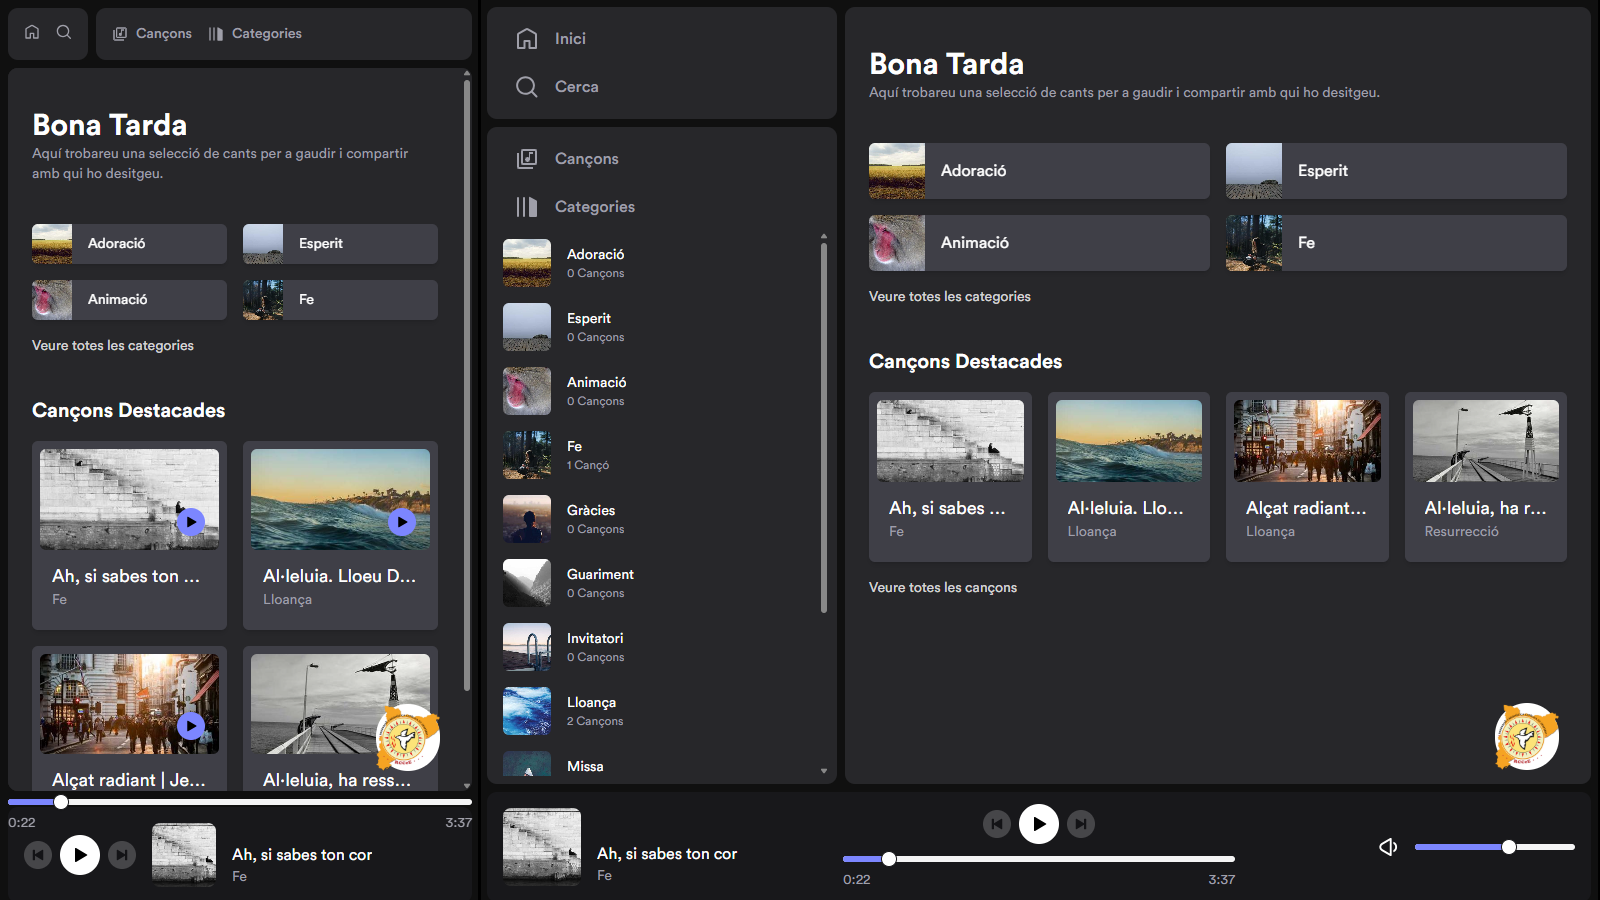 Cançons
Categories
Bona Tarda
Aquí trobareu una selecció de cants per a gaudir i compartir
amb qui ho desitgeu.
Adoració
Esperit
Animació
Fe
Veure totes les categories
Cançons Destacades
Ah, si sabes ton ...
Fe
Al·leluia. Lloeu D...
Lloança
Alçat radiant | Je...
Al·leluia, ha ress...
0:22
3:37
Ah, si sabes ton cor
Fe
Inici
Cerca
Cançons
Categories
Adoració
0 Cançons
Esperit
0 Cançons
Animació
0 Cançons
Fe
1 Cançó
Gràcies
0 Cançons
Guariment
0 Cançons
Invitatori
0 Cançons
Lloança
2 Cançons
Missa
Bona Tarda
Aquí trobareu una selecció de cants per a gaudir i compartir amb qui ho desitgeu.
Adoració
Esperit
Animació
Fe
Veure totes les categories
Cançons Destacades
Ah, si sabes ...
Fe
Al·leluia. Llo...
Lloança
Alçat radiant...
Lloança
Al·leluia, ha r...
Resurrecció
Veure totes les cançons
Ah, si sabes ton cor
Fe
0:22
3:37